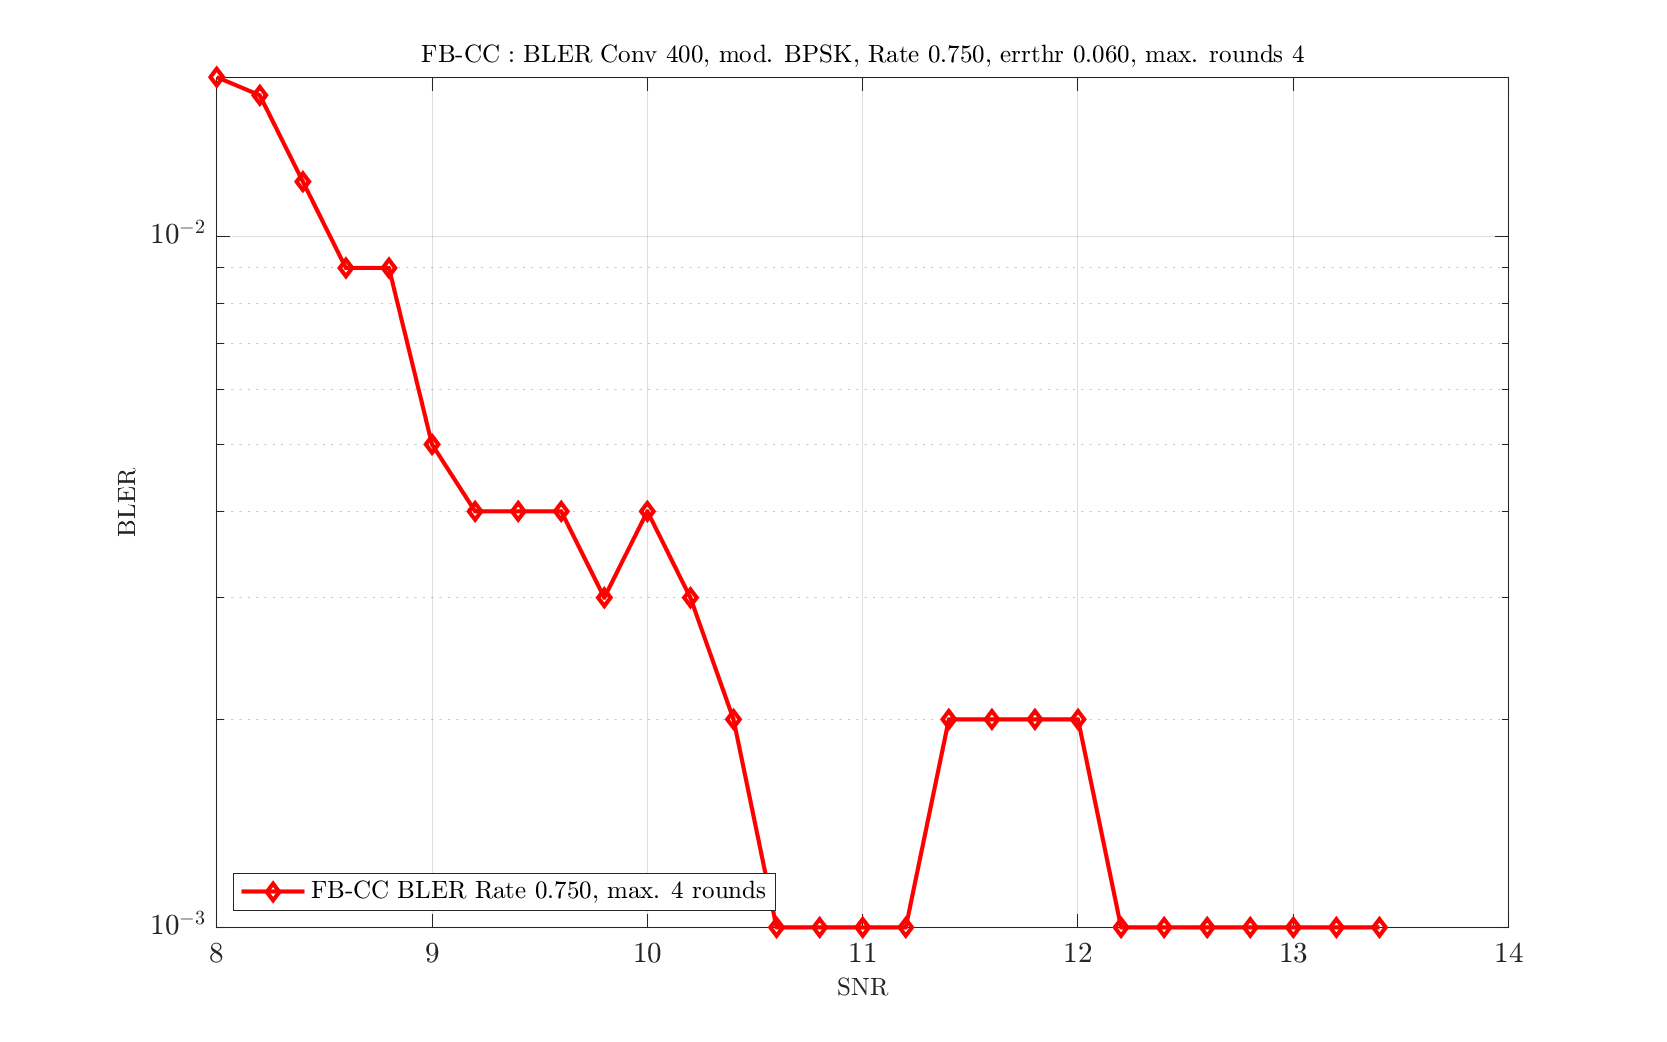 FB-CC : BLER Conv 400, mod. BPSK, Rate 0.750, errthr 0.060, max. rounds 4
10^{-2}
BLER
FB-CC BLER Rate 0.750, max. 4 rounds
10^{-3}
8 9 10 11 12 13 14
SNR